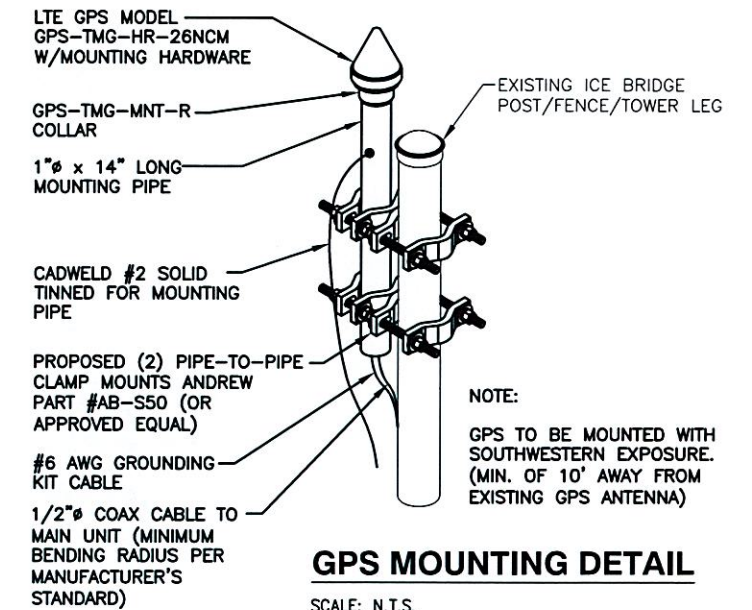 LTE GPS MODEL
GPS-TMG-HR-26NCM
W/MOUNTING HARDWARE
GPS-TMG-MNT-R
COLLAR
1"ø x 14" LONG
MOUNTING PIPE
CADWELD #2 SOLID
TINNED FOR MOUNTING
PIPE
PROPOSED (2) PIPE-TO-PIPE
CLAMP MOUNTS ANDREW
PART #AB-S50 (OR
APPROVED EQUAL)
#6 AWG GROUNDING
KIT CABLE
1/2"ø COAX CABLE TO
MAIN UNIT (MINIMUM
BENDING RADIUS PER
MANUFACTURER'S
STANDARD)
EXISTING ICE BRIDGE
POST/FENCE/TOWER LEG
NOTE:
GPS TO BE MOUNTED WITH
SOUTHWESTERN EXPOSURE.
(MIN. OF 10' AWAY FROM
EXISTING GPS ANTENNA)
GPS MOUNTING DETAIL
SCALE: N.T.S.